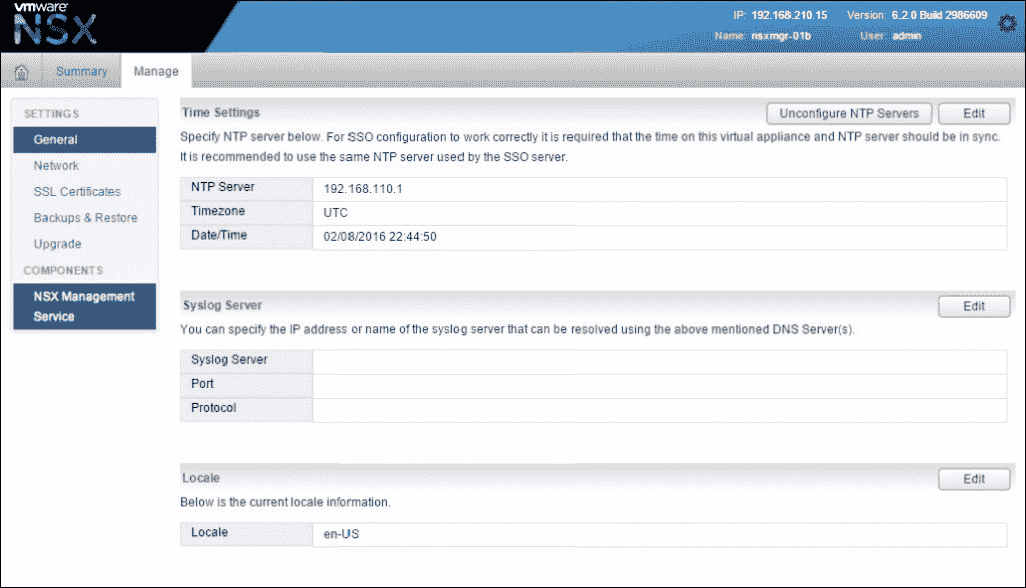 vmware
NSX
IP: 192.168.210.15 Version: 6.2.0 Build 2986609
Name: nsxmgr-01b User: admin
Summary Manage
SETTINGS
General
Network
SSL Certificates
Backups & Restore
Upgrade
COMPONENTS
NSX Management
Service
Time Settings Unconfigure NTP Servers Edit
Specify NTP server below. For SSO configuration to work correctly it is required that the time on this virtual appliance and NTP server should be in sync.
It is recommended to use the same NTP server used by the SSO server.
NTP Server 192.168.110.1
Timezone UTC
Date/Time 02/08/2016 22:44:50
Syslog Server Edit
You can specify the IP address or name of the syslog server that can be resolved using the above mentioned DNS Server(s).
Syslog Server
Port
Protocol
Locale Edit
Below is the current locale information.
Locale en-US